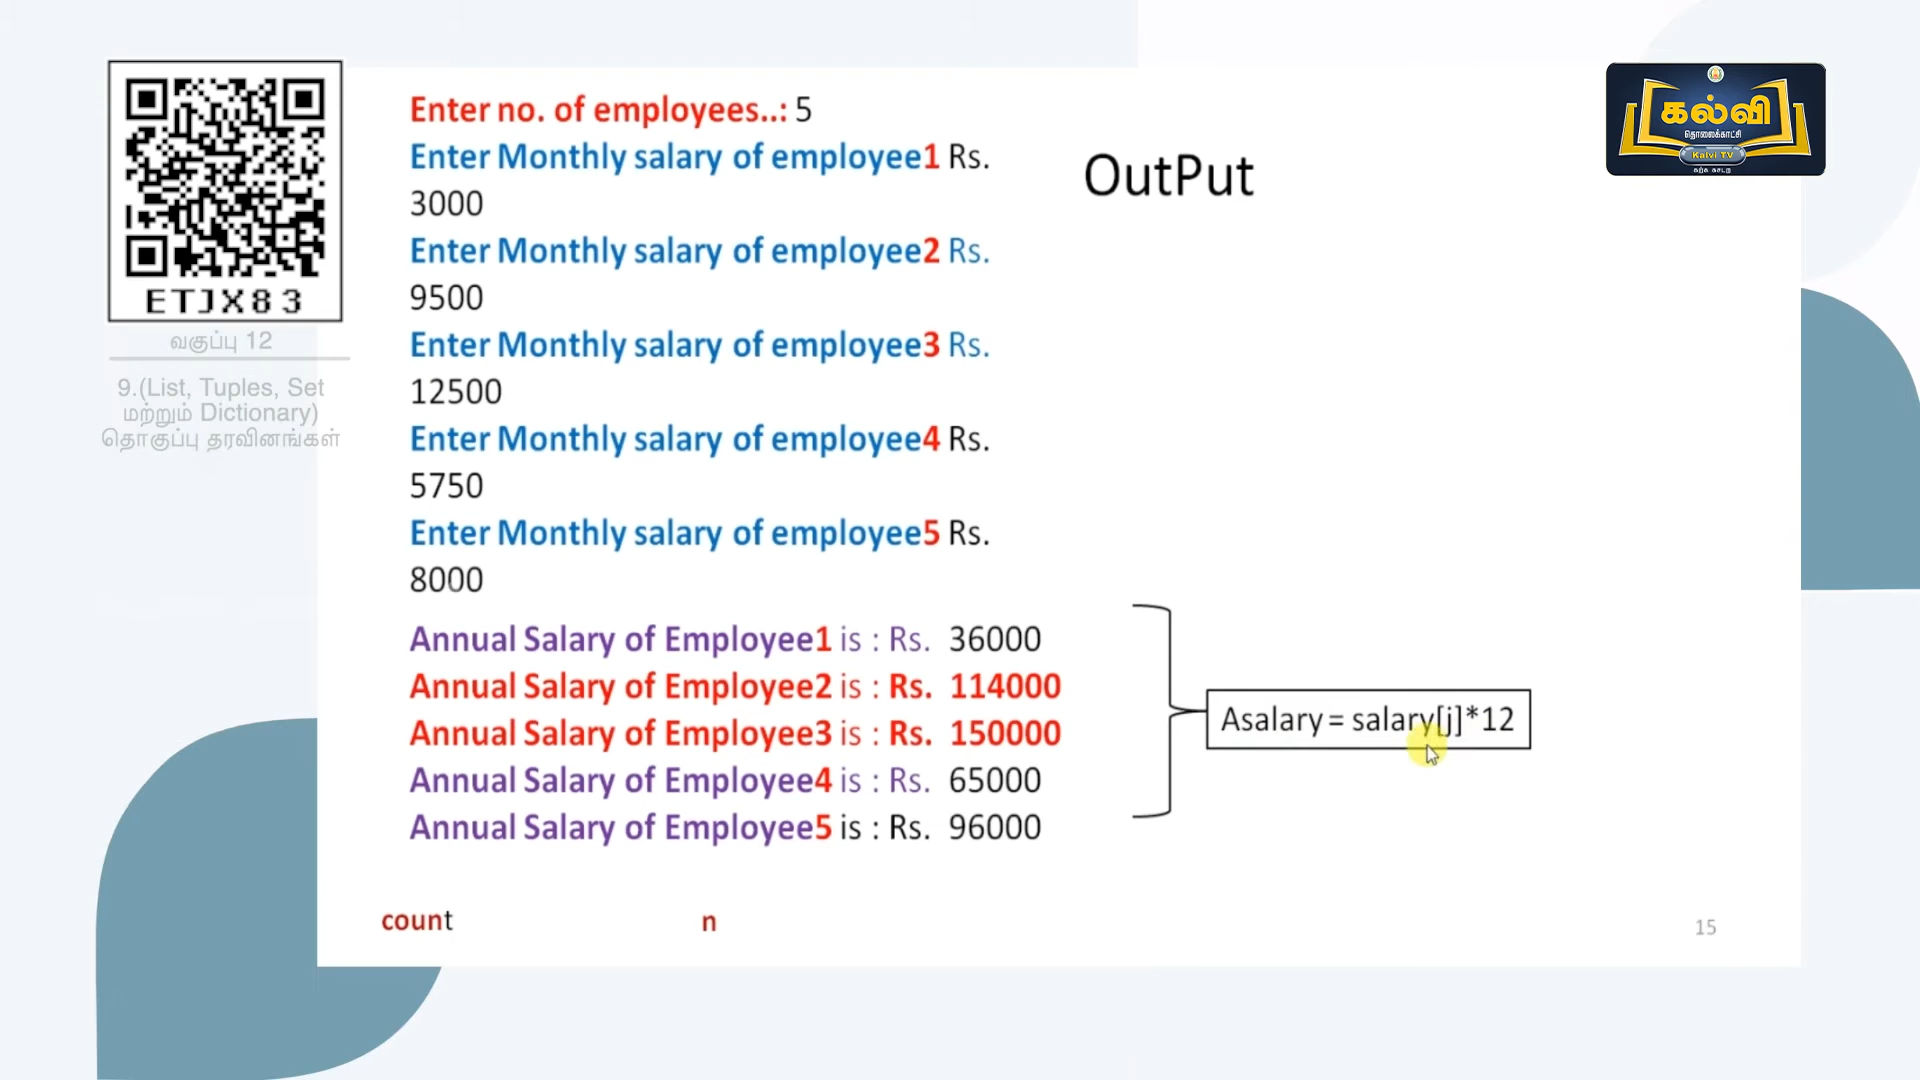 ETJX83
வகுப்பு 12
9.(List, Tuples, Set
மற்றும் Dictionary)
தொகுப்பு தரவினங்கள்
Enter no. of employees..: 5
Enter Monthly salary of employee1 Rs.
3000
Enter Monthly salary of employee2 Rs.
9500
Enter Monthly salary of employee3 Rs.
12500
Enter Monthly salary of employee4 Rs.
5750
Enter Monthly salary of employee5 Rs.
8000
Annual Salary of Employee1 is : Rs. 36000
Annual Salary of Employee2 is : Rs. 114000
Annual Salary of Employee3 is : Rs. 150000
Annual Salary of Employee4 is : Rs. 65000
Annual Salary of Employee5 is : Rs. 96000
count n
OutPut
Asalary = salary[j]*12
15
கல்வி
தொலைக்காட்சி
Kalvi TV
கற்க கசடற